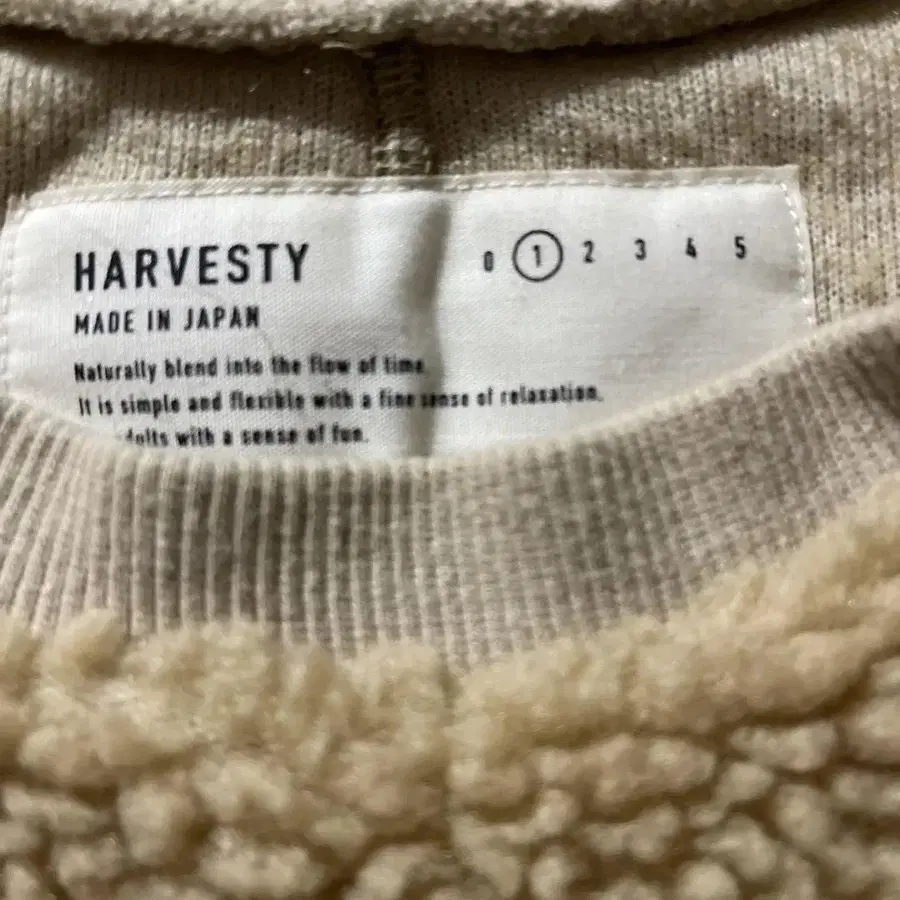 HARVESTY
0 1 2 3 4 5
MADE IN JAPAN
Naturally blend into the flow of time.
It is simple and flexible with a fine sense of relaxation,
with a sense of fun.